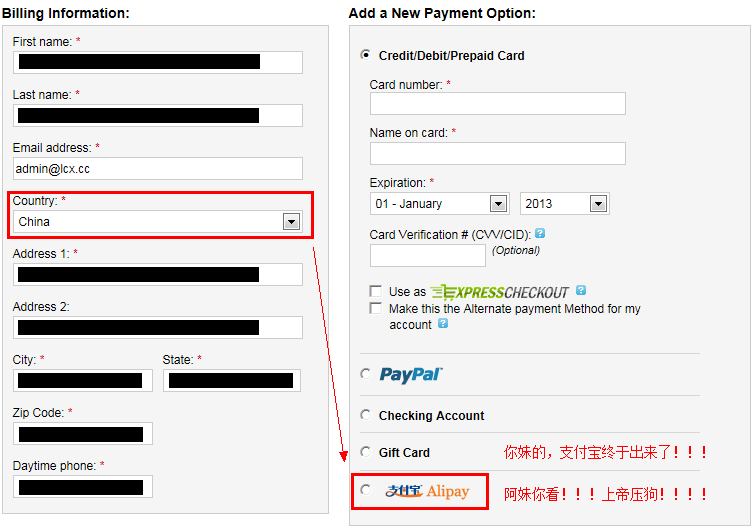 Billing Information:
First name: *
Last name: *
Email address: *
admin@lcx.cc
Country: *
China
Address 1: *
Address 2:
City: * State: *
Zip Code: *
Daytime phone: *
Add a New Payment Option:
Credit/Debit/Prepaid Card
Card number: *
Name on card: *
Expiration: *
01 - January 2013
Card Verification # (CVV/CID): ?
(Optional)
Use as EXPRESSCHECKOUT ?
Make this the Alternate payment Method for my
account ?
PayPal
Checking Account
Gift Card 你妹的，支付宝终于出来了！！！
支付宝 Alipay 阿妹你看！！！上帝压狗！！！！